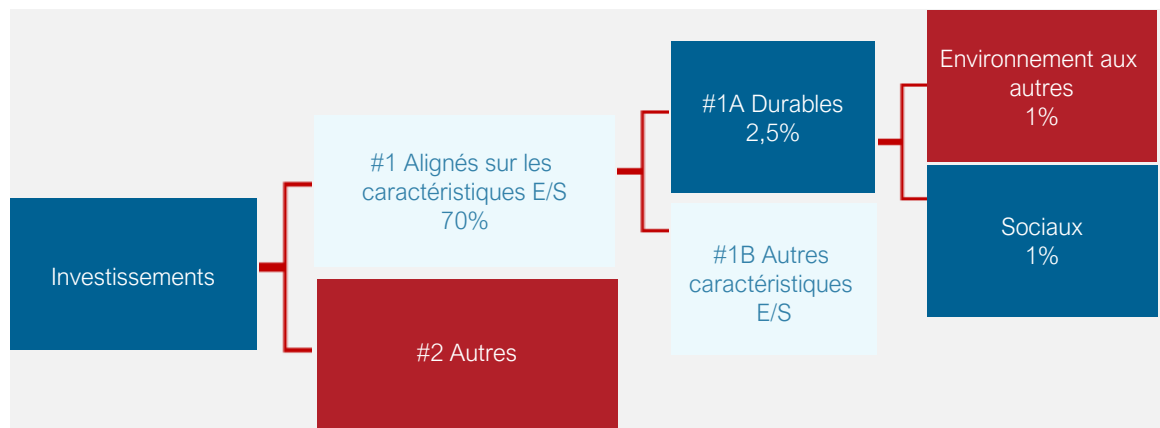 Investissements
#1 Alignés sur les
caractéristiques E/S
70%
#2 Autres
#1A Durables
2,5%
#1B Autres
caractéristiques
E/S
Environnement aux
autres
1%
Sociaux
1%